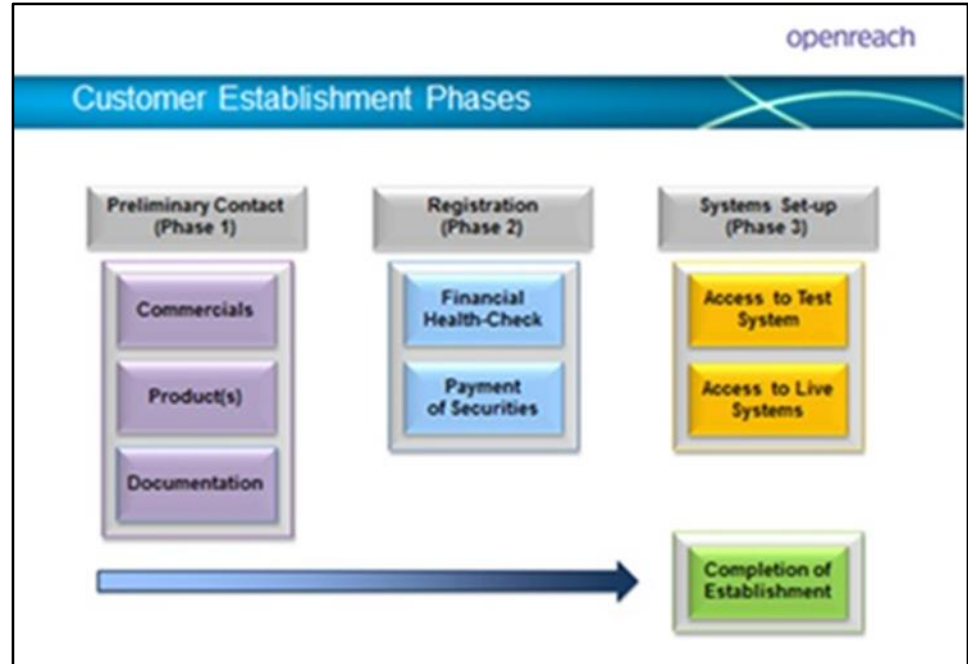 openreach
Customer Establishment Phases
Preliminary Contact
(Phase 1)
Commercials
Product(s)
Documentation
Registration
(Phase 2)
Financial
Health-Check
Payment
of Securities
Systems Set-up
(Phase 3)
Access to Test
System
Access to Live
Systems
Completion of
Establishment